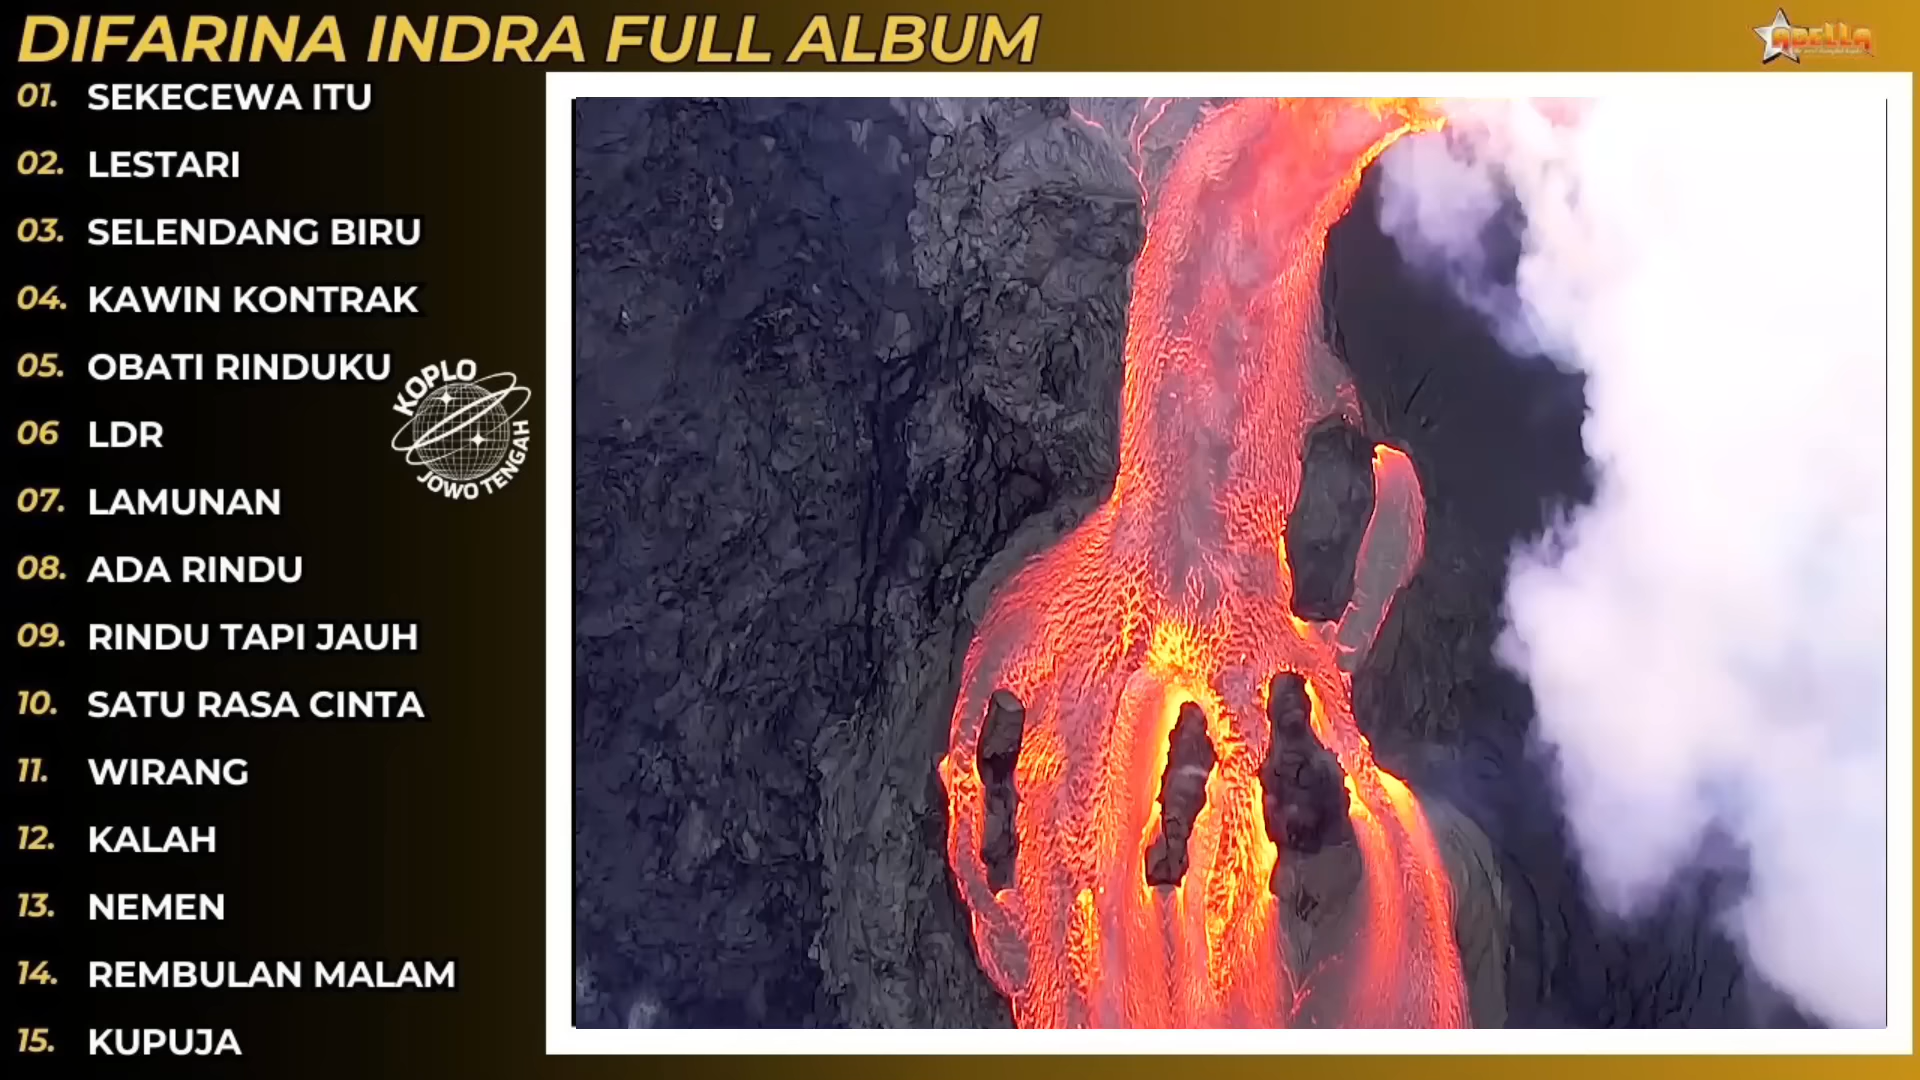 DIFARINA INDRA FULL ALBUM
ADELLA
01. SEKECEWA ITU
02. LESTARI
03. SELENDANG BIRU
04. KAWIN KONTRAK
05. OBATI RINDUKU
KOPLO
JOWO TENGAH
06 LDR
07. LAMUNAN
08. ADA RINDU
09. RINDU TAPI JAUH
10. SATU RASA CINTA
11. WIRANG
12. KALAH
13. NEMEN
14. REMBULAN MALAM
15. KUPUJA